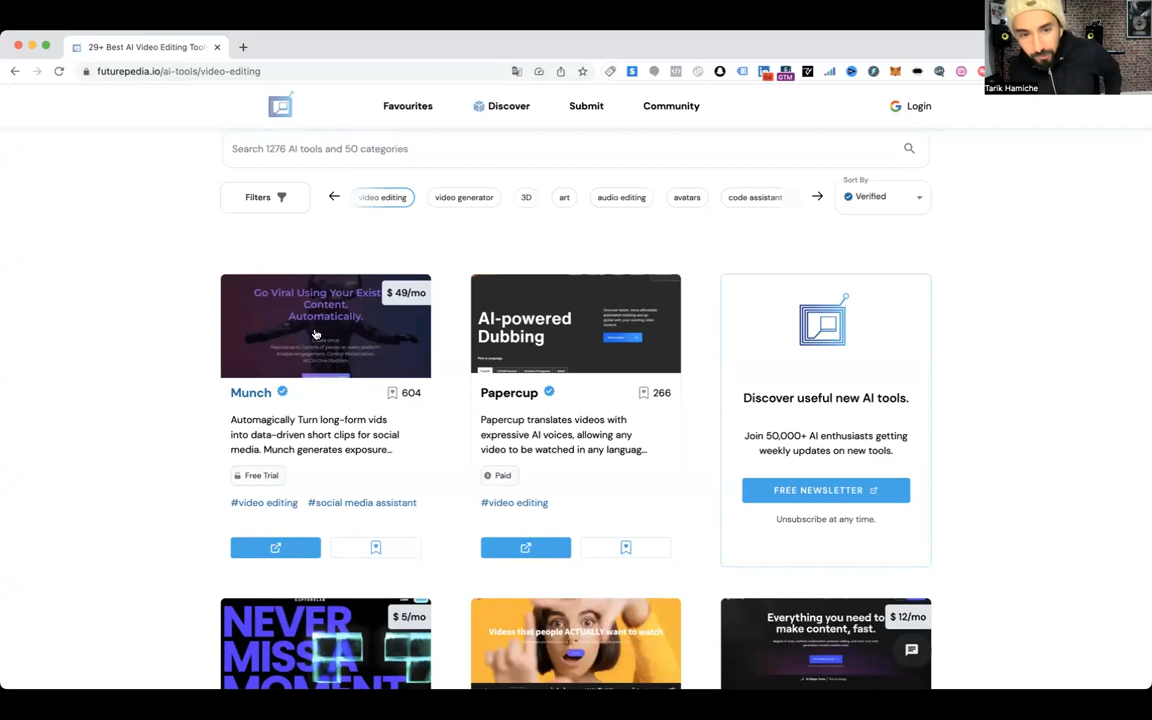 29+ Best AI Video Editing Tool
futurepedia.io/ai-tools/video-editing
GTM
Tarik Hamiche
Favourites
Discover
Submit
Community
Login
Search 1276 AI tools and 50 categories
Filters
video editing
video generator
3D
art
audio editing
avatars
code assistant
Sort By
Verified
Go Viral Using Your Exist
Content.
Automatically.
$ 49/mo
Munch
604
Automagically Turn long-form vids
into data-driven short clips for social
media. Munch generates exposure...
Free Trial
#video editing #social media assistant
AI-powered
Dubbing
Papercup
266
Papercup translates videos with
expressive AI voices, allowing any
video to be watched in any languag...
Paid
#video editing
Discover useful new AI tools.
Join 50,000+ AI enthusiasts getting
weekly updates on new tools.
FREE NEWSLETTER
Unsubscribe at any time.
NEVER
MISS A
MOMENT
$ 5/mo
Videos that people ACTUALLY want to watch
Everything you need to
make content, fast.
$ 12/mo